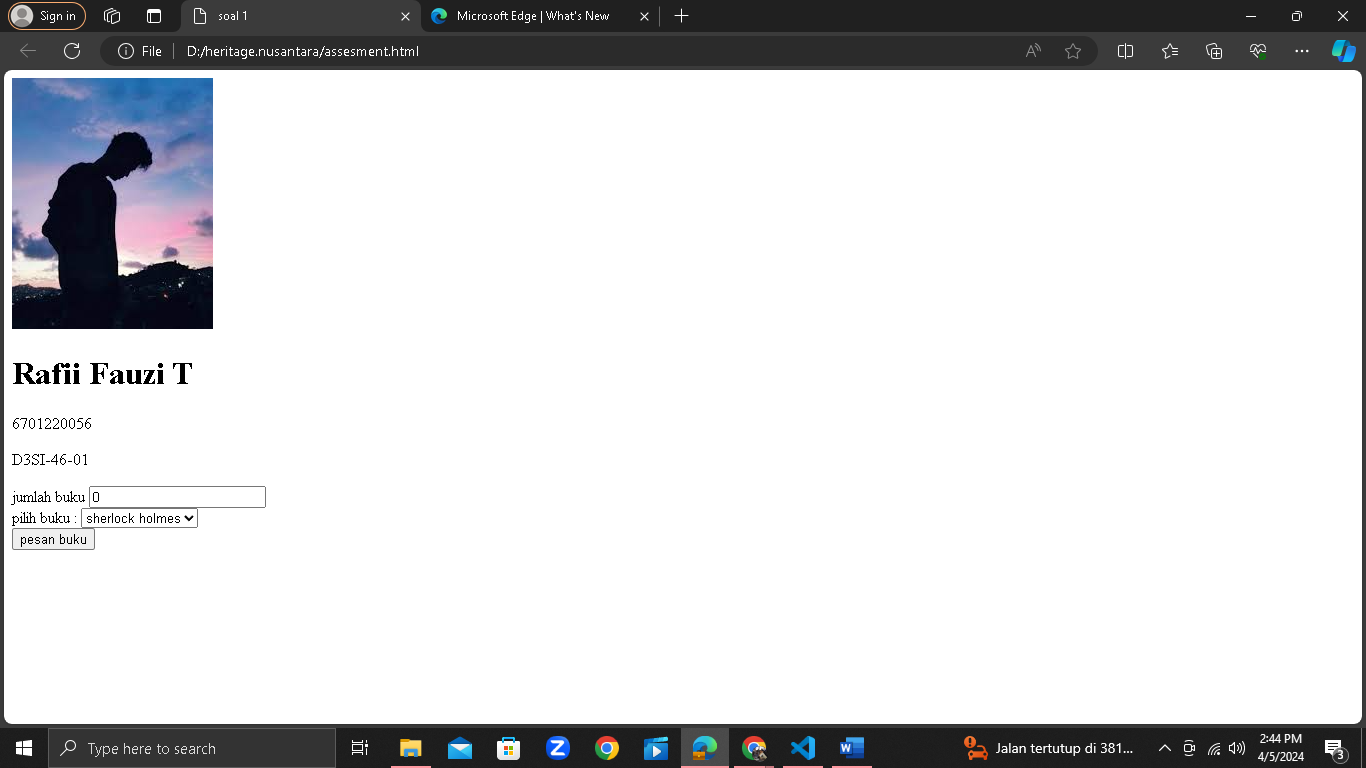 Sign in
soal 1
Microsoft Edge | What's New
File
D:/heritage.nusantara/assesment.html
Rafii Fauzi T
6701220056
D3SI-46-01
jumlah buku 0
pilih buku : sherlock holmes
pesan buku
Type here to search
Jalan tertutup di 381...
2:44 PM
4/5/2024
3